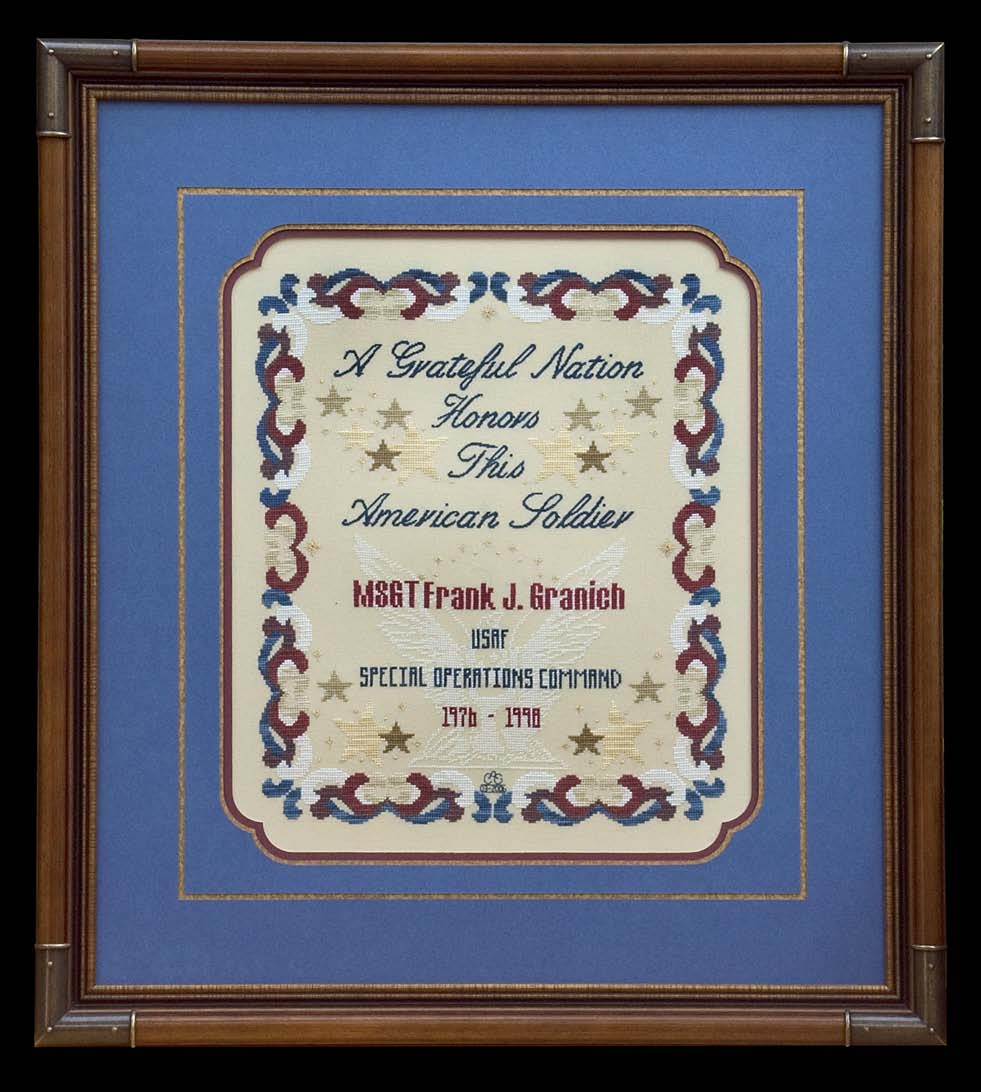 A Grateful Nation
Honors
This
American Soldier
MSGT Frank J. Granich
USAF
SPECIAL OPERATIONS COMMAND
1976 - 1998